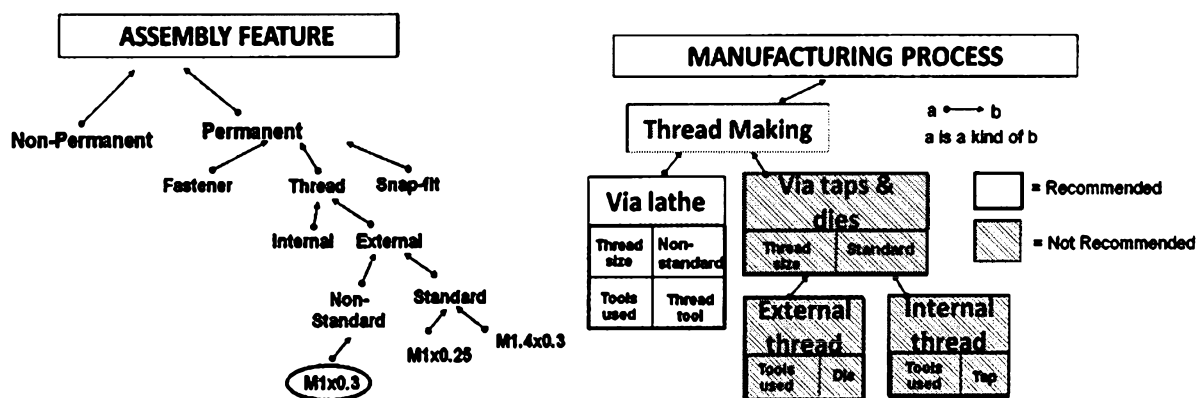 ASSEMBLY FEATURE
Non-Permanent
Permanent
Fastener
Thread
Snap-fit
Internal
External
Non-
Standard
Standard
M1x0.25
M1.4x0.3
M1x0.3
MANUFACTURING PROCESS
Thread Making
a b
a is a kind of b
Via lathe
Thread
size
Non-
standard
Tools
used
Thread
tool
Via taps &
dies
Thread
size
Standard
External
thread
Tools
used
Die
Internal
thread
Tools
used
Tap
= Recommended
= Not Recommended